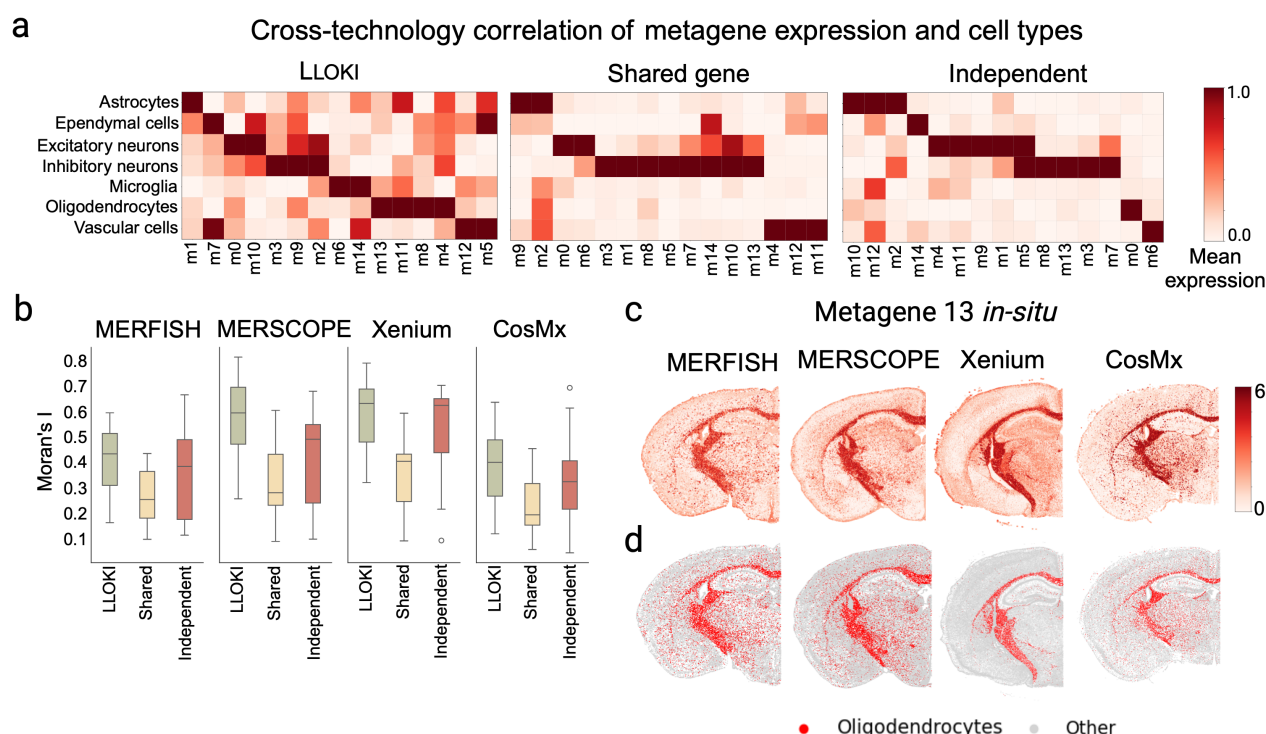 a
Cross-technology correlation of metagene expression and cell types
LLOKI
Shared gene
Independent
Astrocytes
Ependymal cells
Excitatory neurons
Inhibitory neurons
Microglia
Oligodendrocytes
Vascular cells
m1 m7 m0 m10 m3 m9 m2 m6 m14 m13 m11 m8 m4 m12 m5
m9 m2 m0 m6 m3 m1 m8 m5 m7 m14 m10 m13 m4 m12 m11
m10 m12 m2 m14 m4 m11 m9 m1 m5 m8 m13 m3 m7 m0 m6
1.0
0.0
Mean
expression
b
MERFISH MERSCOPE Xenium CosMx
Moran's I
0.8
0.7
0.6
0.5
0.4
0.3
0.2
0.1
LLOKI Shared Independent
LLOKI Shared Independent
LLOKI Shared Independent
LLOKI Shared Independent
c
Metagene 13 in-situ
MERFISH MERSCOPE Xenium CosMx
6
0
d
Oligodendrocytes Other